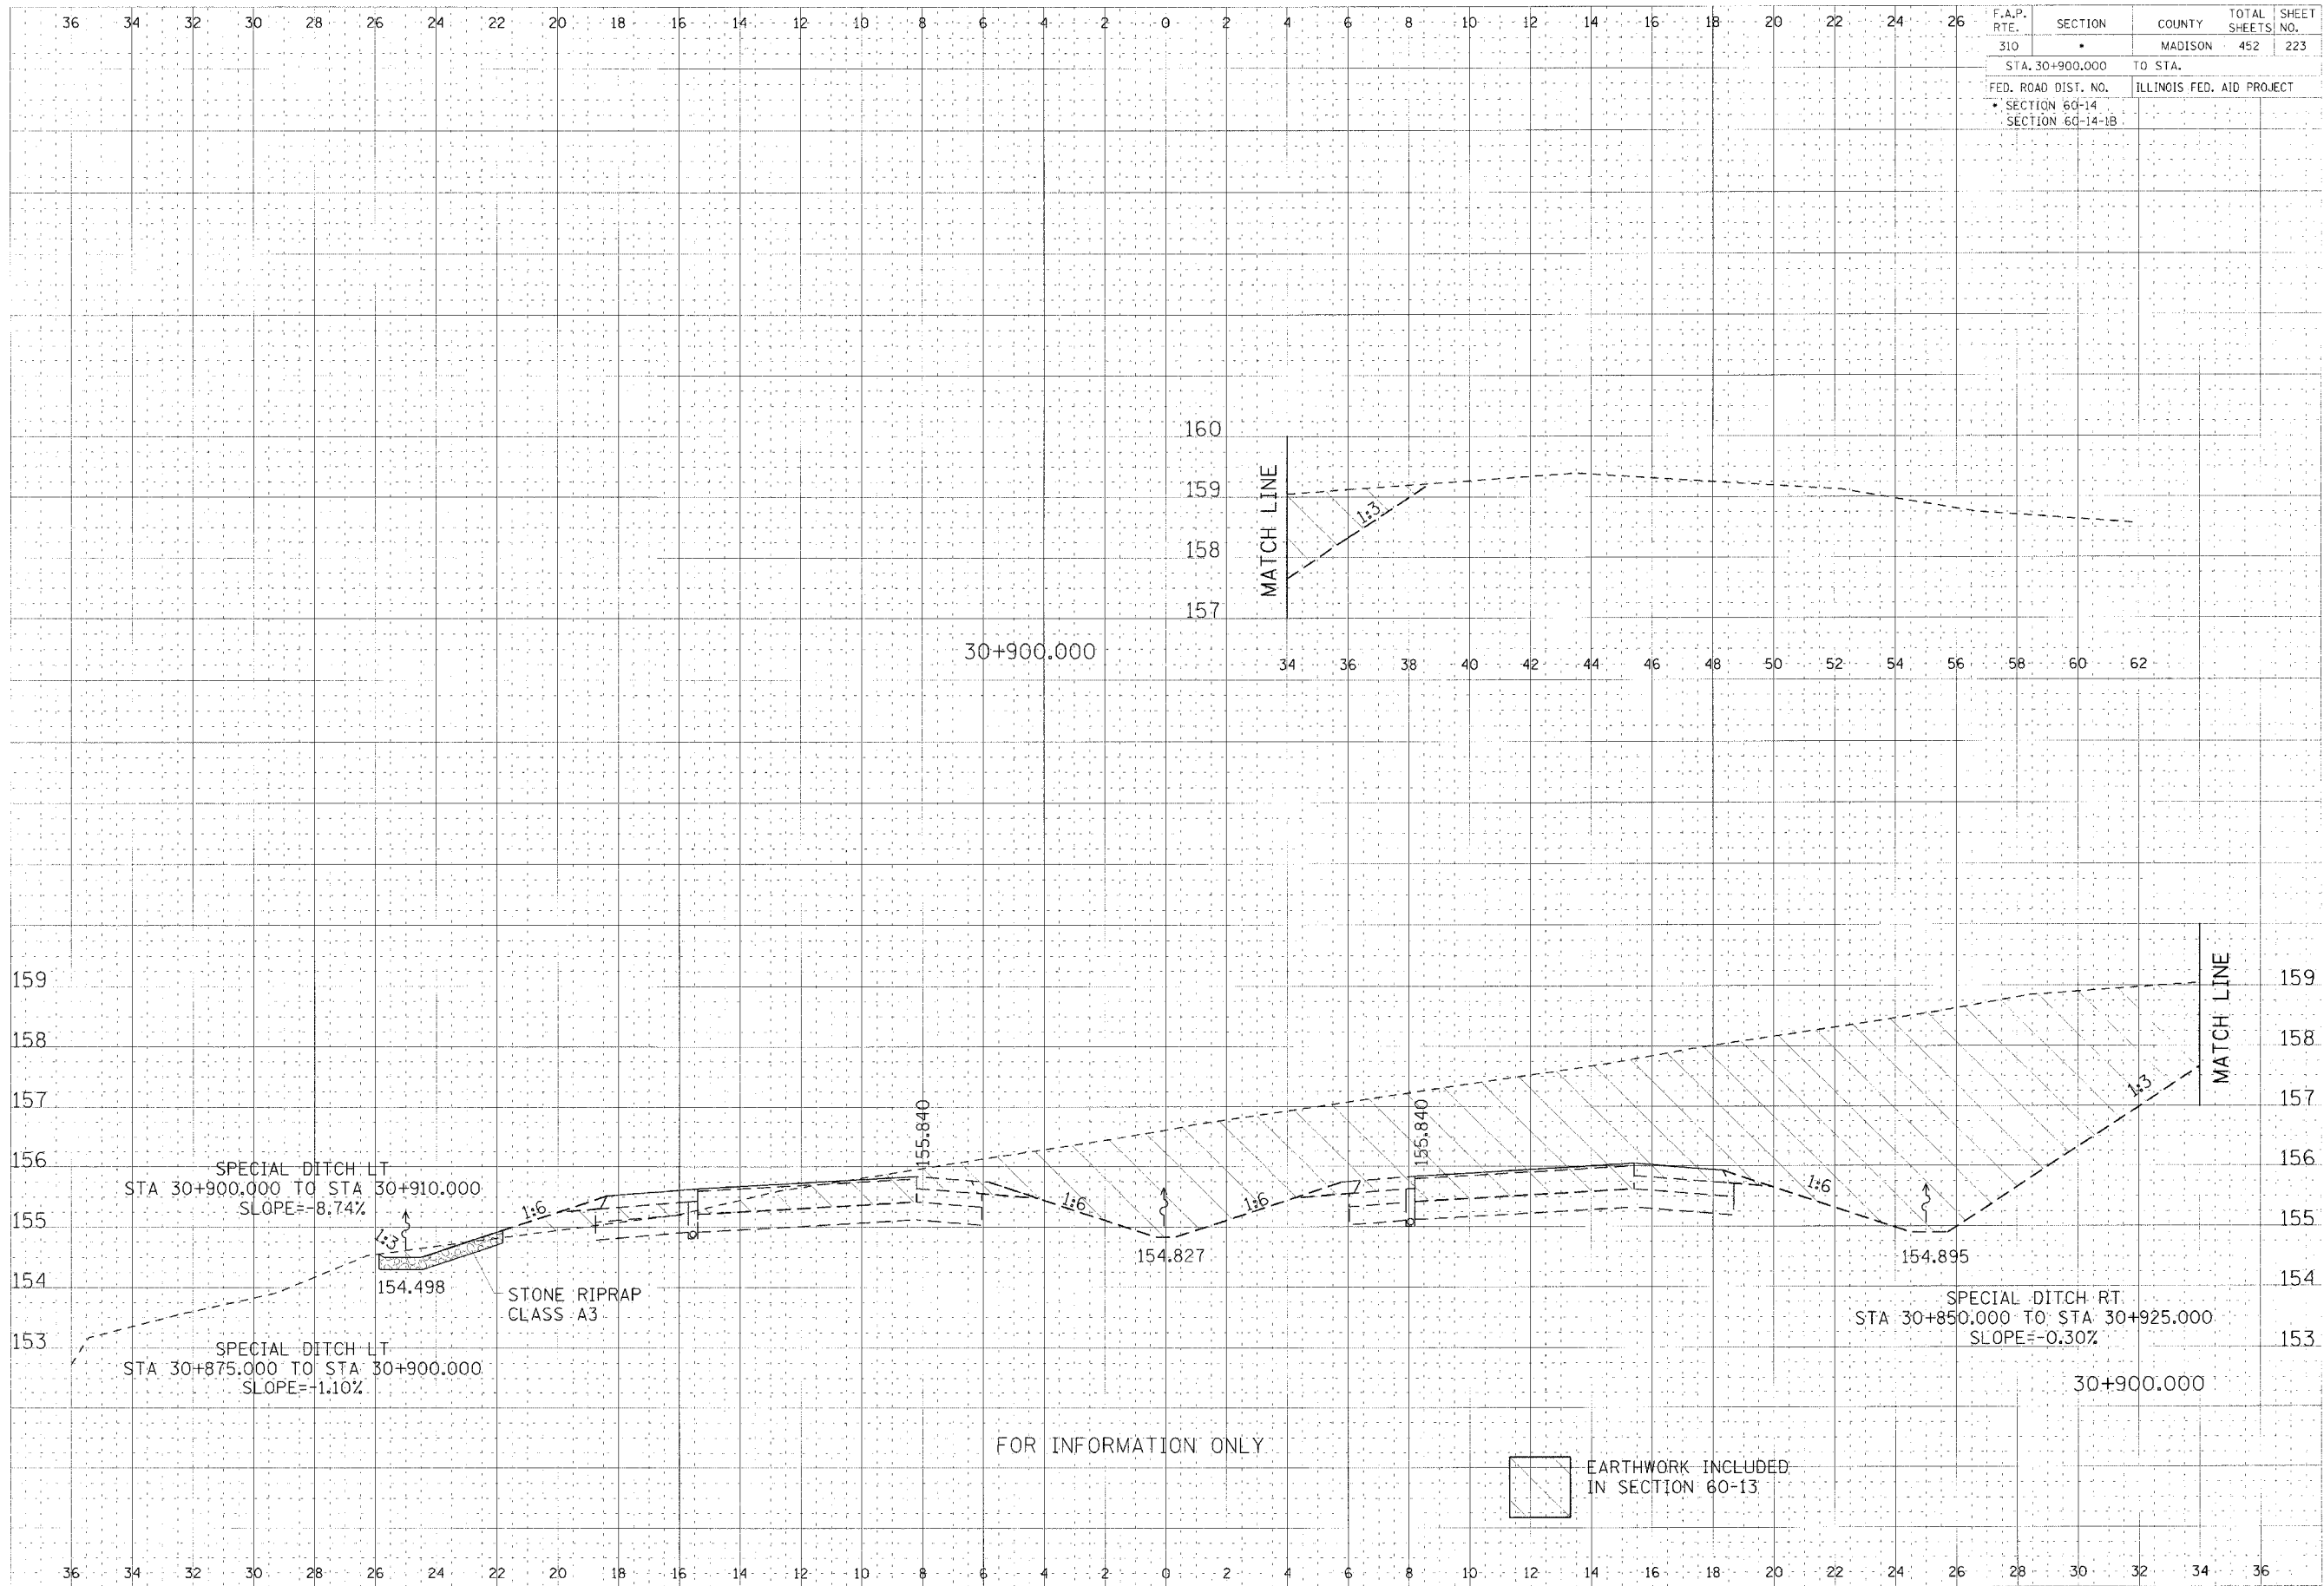 36 34 32 30 28 26 24 22 20 18 16 14 12 10 8 6 4 2 0 2 4 6 8 10 12 14 16 18 20 22 24 26
F.A.P. RTE. SECTION COUNTY TOTAL SHEETS SHEET NO.
310 • MADISON 452 223
STA. 30+900.000 TO STA.
FED. ROAD DIST. NO. ILLINOIS FED. AID PROJECT
• SECTION 60-14
SECTION 60-14-1B
160
159
158
157
MATCH LINE
1:3
30+900.000
34 36 38 40 42 44 46 48 50 52 54 56 58 60 62
159
158
157
156
155
154
153
159
158
157
156
155
154
153
MATCH LINE
1:3
155.840
155.840
SPECIAL DITCH LT
STA 30+900.000 TO STA 30+910.000
SLOPE=-8.74%
1:3
1:6
1:6
1:6
1:6
154.498
154.827
154.895
STONE RIPRAP
CLASS A3
SPECIAL DITCH LT
STA 30+875.000 TO STA 30+900.000
SLOPE=-1.10%
SPECIAL DITCH RT
STA 30+850.000 TO STA 30+925.000
SLOPE=-0.30%
30+900.000
FOR INFORMATION ONLY
EARTHWORK INCLUDED
IN SECTION 60-13
36 34 32 30 28 26 24 22 20 18 16 14 12 10 8 6 4 2 0 2 4 6 8 10 12 14 16 18 20 22 24 26 28 30 32 34 36